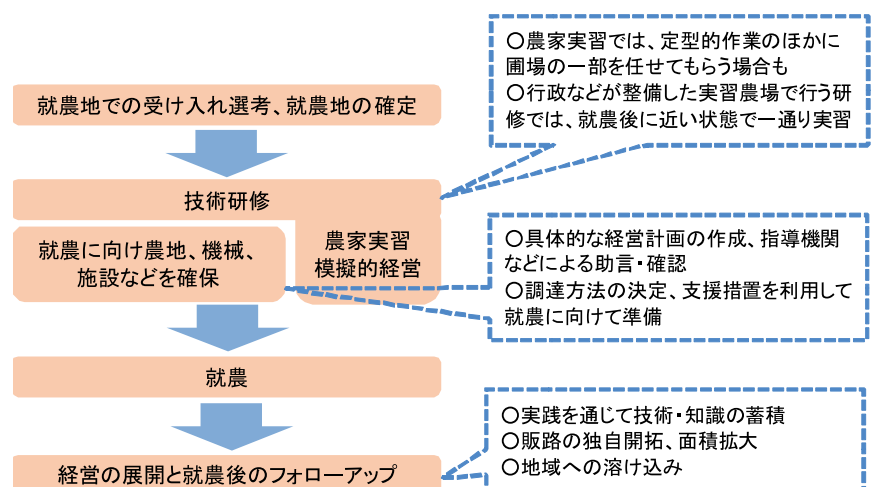 就農地での受け入れ選考、就農地の確定
〇農家実習では、定型的作業のほかに
圃場の一部を任せてもらう場合も
〇行政などが整備した実習農場で行う研
修では、就農後に近い状態で一通り実習
技術研修
農家実習
模擬的経営
就農に向け農地、機械、
施設などを確保
〇具体的な経営計画の作成、指導機関
などによる助言・確認
〇調達方法の決定、支援措置を利用して
就農に向けて準備
就農
経営の展開と就農後のフォローアップ
〇実践を通じて技術・知識の蓄積
〇販路の独自開拓、面積拡大
〇地域への溶け込み